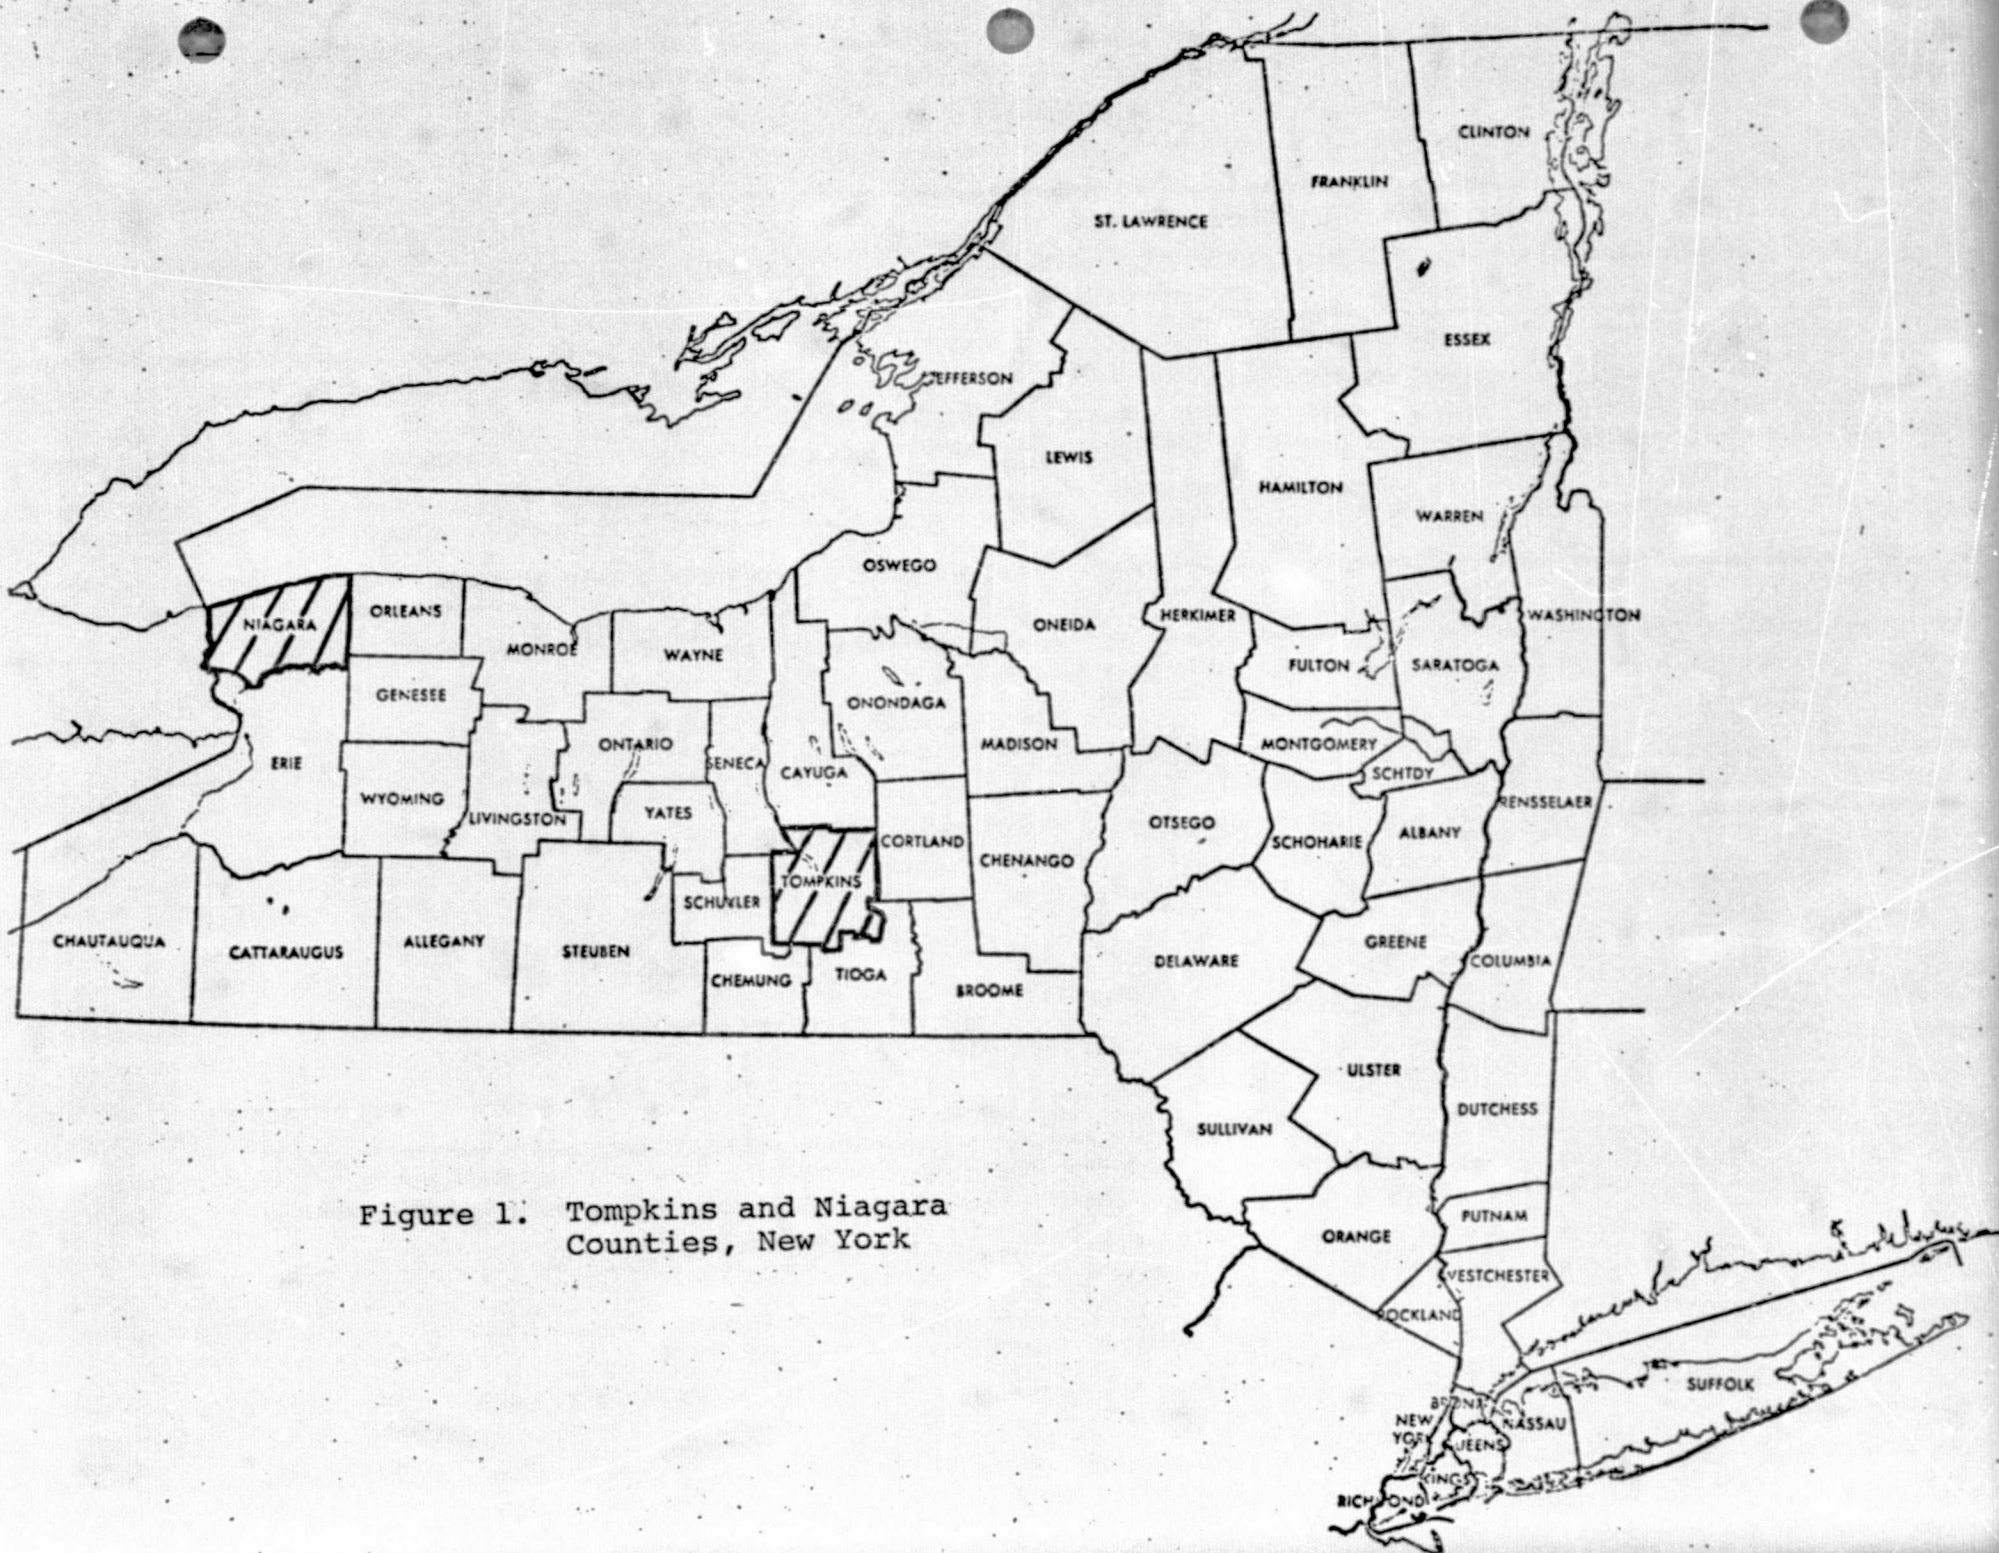 CLINTON
FRANKLIN
ST. LAWRENCE
ESSEX
JEFFERSON
LEWIS
HAMILTON
WARREN
OSWEGO
ORLEANS
NIAGARA
ONEIDA
HERKIMER
WASHINGTON
MONROE
WAYNE
FULTON
SARATOGA
GENESEE
ONONDAGA
ONTARIO
MADISON
MONTGOMERY
ERIE
SENECA
CAYUGA
SCHTDY
WYOMING
LIVINGSTON
YATES
OTSEGO
RENSSELAER
CORTLAND
SCHOHARIE
ALBANY
CHENANGO
TOMPKINS
SCHUYLER
CHAUTAUQUA
CATTARAUGUS
ALLEGANY
STEUBEN
GREENE
DELAWARE
COLUMBIA
CHEMUNG
TIOGA
BROOME
ULSTER
DUTCHESS
SULLIVAN
PUTNAM
ORANGE
WESTCHESTER
ROCKLAND
SUFFOLK
BRONX
NEW
YORK
NASSAU
QUEENS
KINGS
RICHMOND
Figure 1. Tompkins and Niagara
Counties, New York